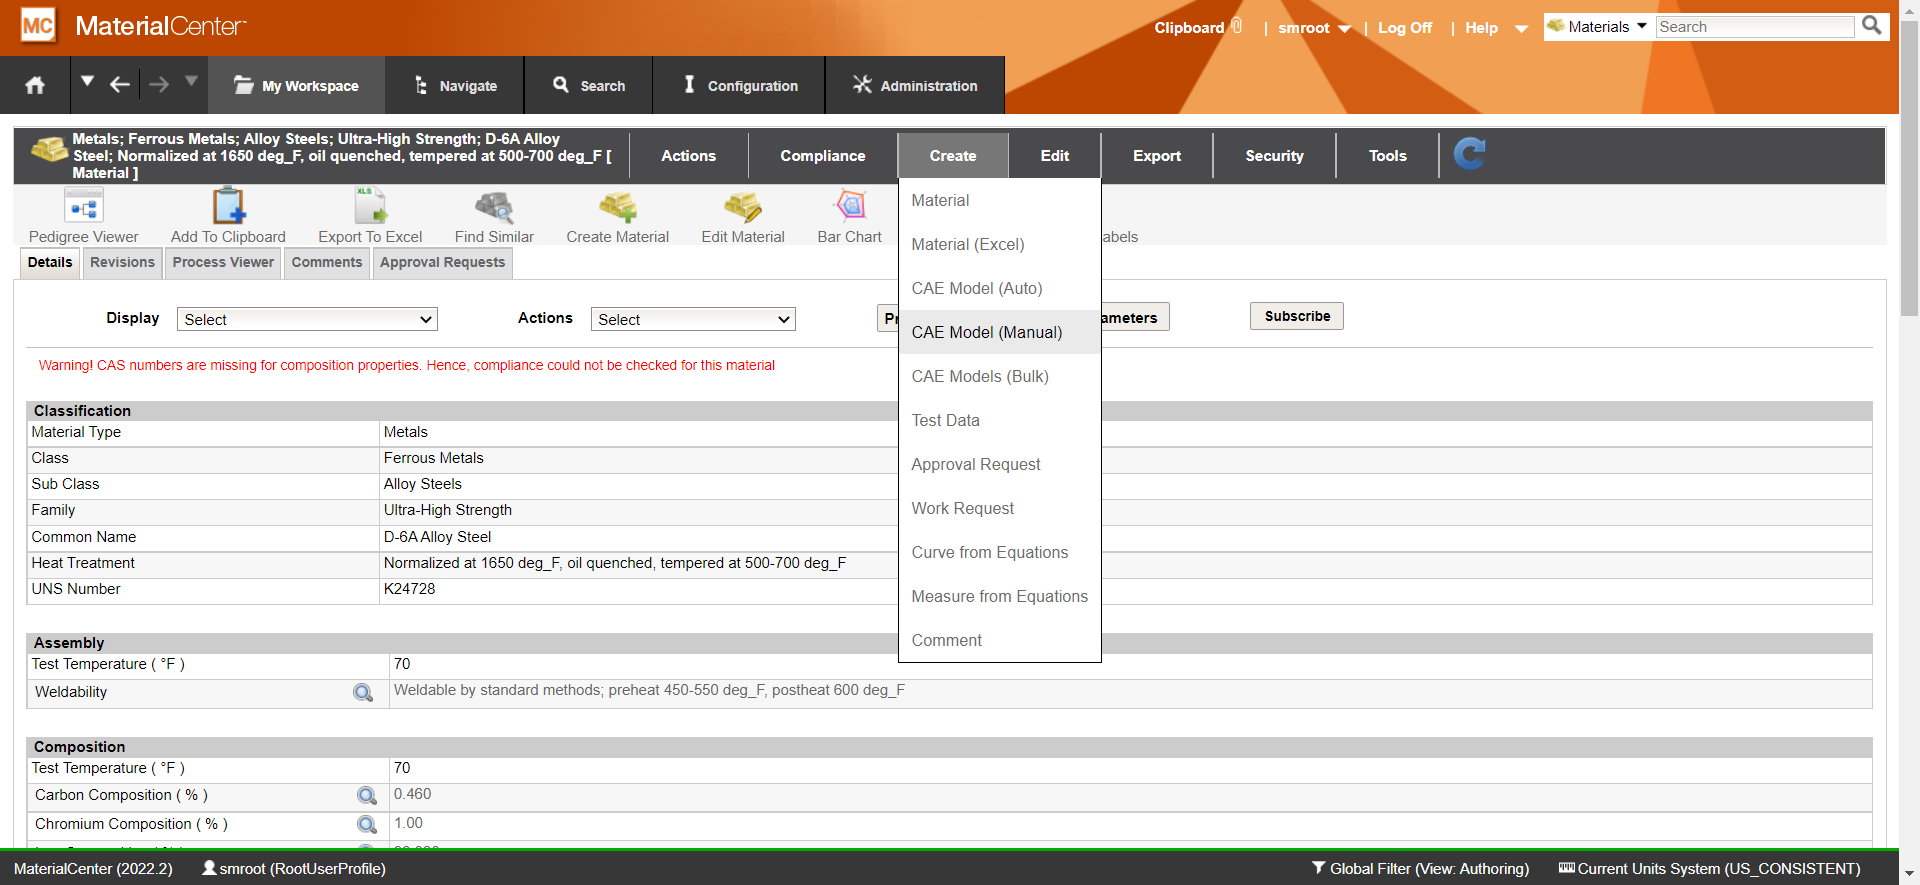 MC MaterialCenter
Clipboard | smroot | Log Off | Help
Materials Search
My Workspace Navigate Search Configuration Administration
Metals; Ferrous Metals; Alloy Steels; Ultra-High Strength; D-6A Alloy
Steel; Normalized at 1650 deg_F, oil quenched, tempered at 500-700 deg_F [
Material ]
Actions Compliance Create Edit Export Security Tools
XLS
Pedigree Viewer Add To Clipboard Export To Excel Find Similar Create Material Edit Material Bar Chart abels
Details Revisions Process Viewer Comments Approval Requests
Display Select Actions Select Pr ameters Subscribe
Material
Material (Excel)
CAE Model (Auto)
CAE Model (Manual)
CAE Models (Bulk)
Test Data
Approval Request
Work Request
Curve from Equations
Measure from Equations
Comment
Warning! CAS numbers are missing for composition properties. Hence, compliance could not be checked for this material
Classification
Material Type Metals
Class Ferrous Metals
Sub Class Alloy Steels
Family Ultra-High Strength
Common Name D-6A Alloy Steel
Heat Treatment Normalized at 1650 deg_F, oil quenched, tempered at 500-700 deg_F
UNS Number K24728
Assembly
Test Temperature ( °F ) 70
Weldability Weldable by standard methods; preheat 450-550 deg_F, postheat 600 deg_F
Composition
Test Temperature ( °F ) 70
Carbon Composition ( % ) 0.460
Chromium Composition ( % ) 1.00
MaterialCenter (2022.2) smroot (RootUserProfile) Global Filter (View: Authoring) Current Units System (US_CONSISTENT)